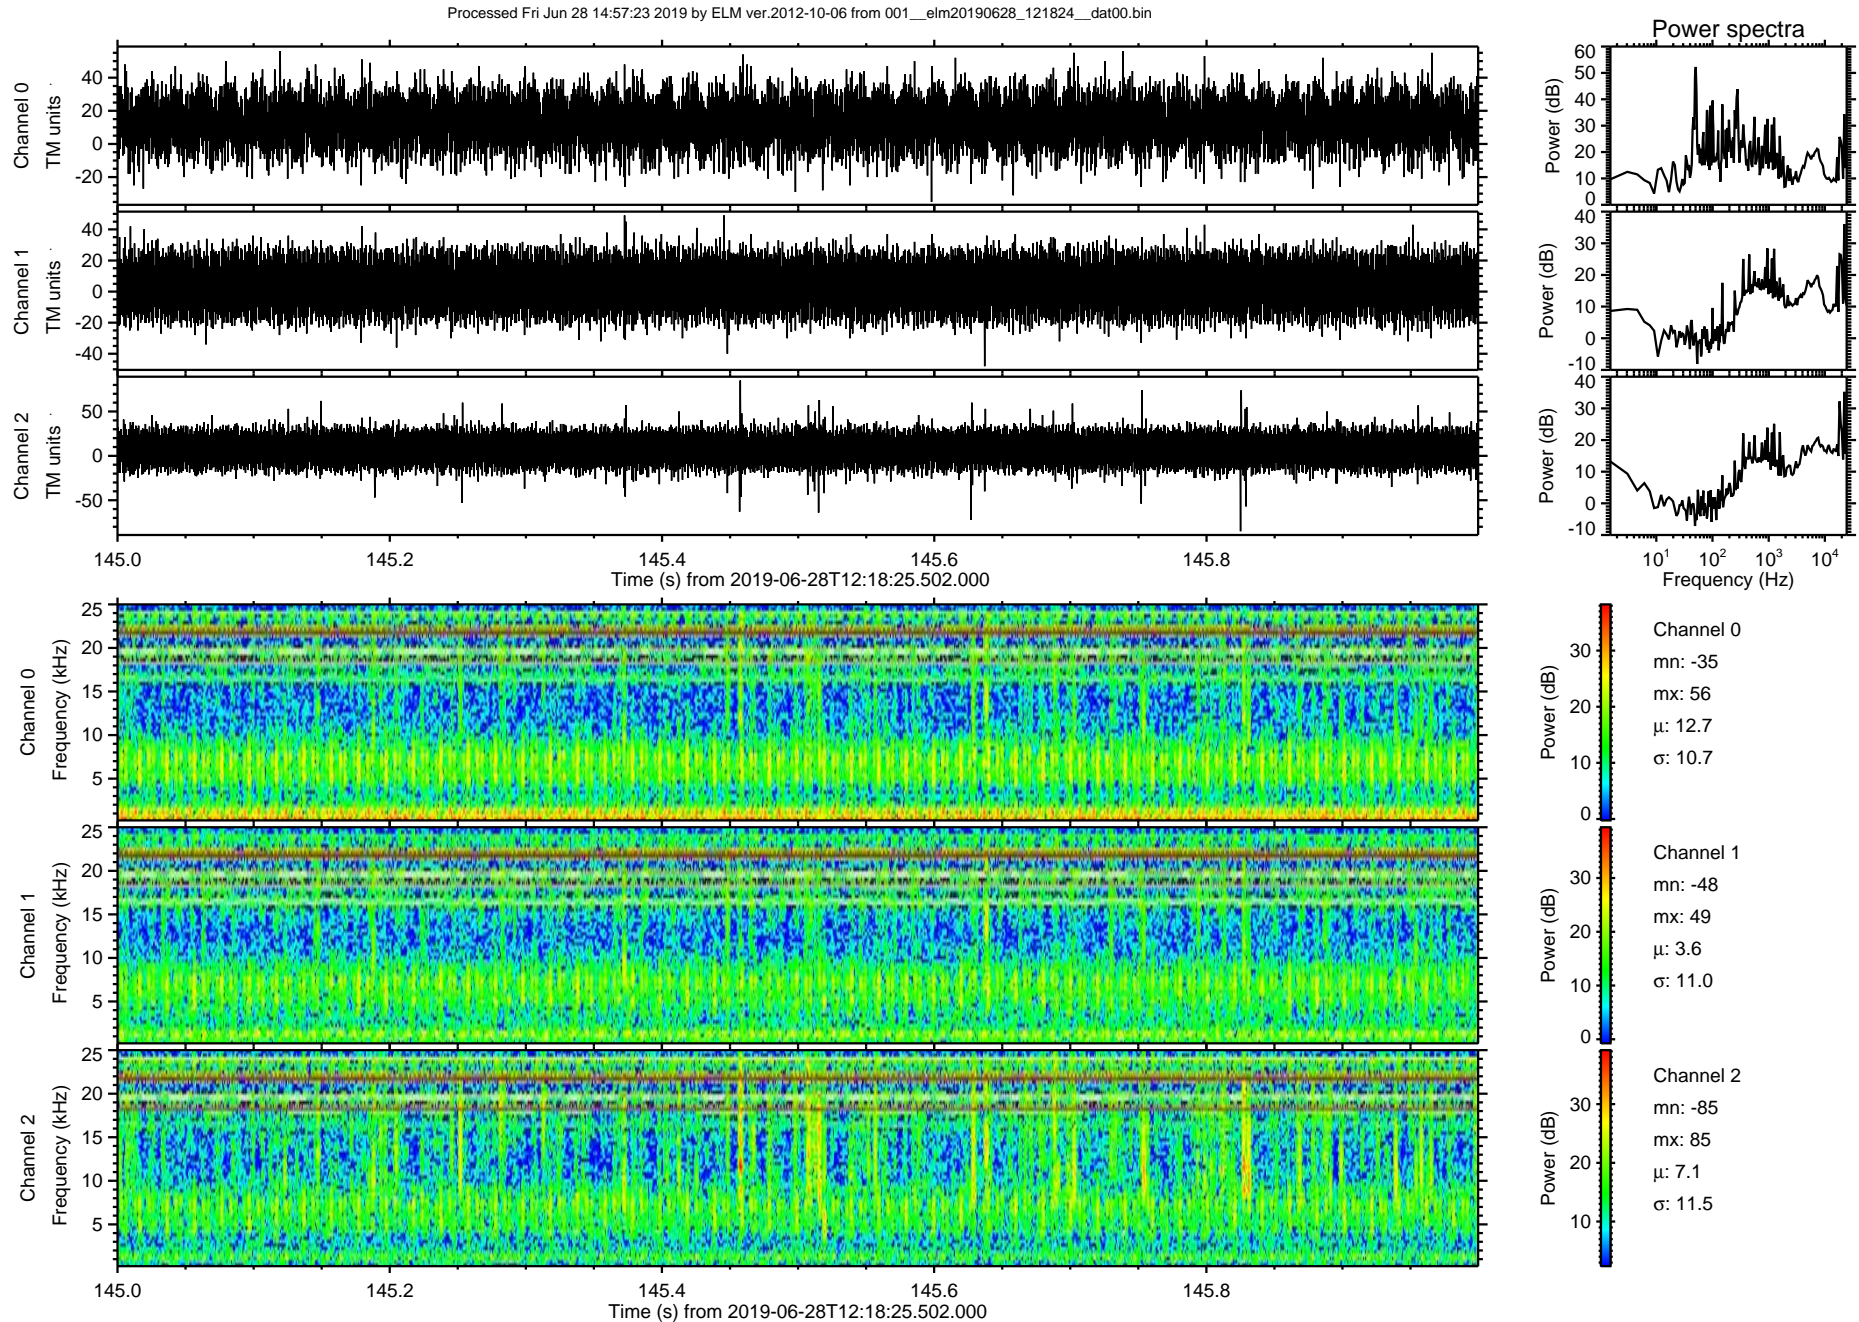 Processed Fri Jun 28 14:57:23 2019 by ELM ver.2012-10-06 from 001__elm20190628_121824__dat00.bin
Power spectra
Channel 0
TM units
40
20
0
-20
Power (dB)
60
50
40
30
20
10
0
Channel 1
TM units
40
20
0
-20
-40
Power (dB)
40
30
20
10
0
-10
Channel 2
TM units
50
0
-50
Power (dB)
40
30
20
10
0
-10
145.0 145.2 145.4 145.6 145.8
Time (s) from 2019-06-28T12:18:25.502.000
10^1 10^2 10^3 10^4
Frequency (Hz)
Channel 0
Frequency (kHz)
25
20
15
10
5
Power (dB)
30
20
10
0
Channel 0
mn: -35
mx: 56
μ: 12.7
σ: 10.7
Channel 1
Frequency (kHz)
25
20
15
10
5
Power (dB)
30
20
10
0
Channel 1
mn: -48
mx: 49
μ: 3.6
σ: 11.0
Channel 2
Frequency (kHz)
25
20
15
10
5
Power (dB)
30
20
10
Channel 2
mn: -85
mx: 85
μ: 7.1
σ: 11.5
145.0 145.2 145.4 145.6 145.8
Time (s) from 2019-06-28T12:18:25.502.000